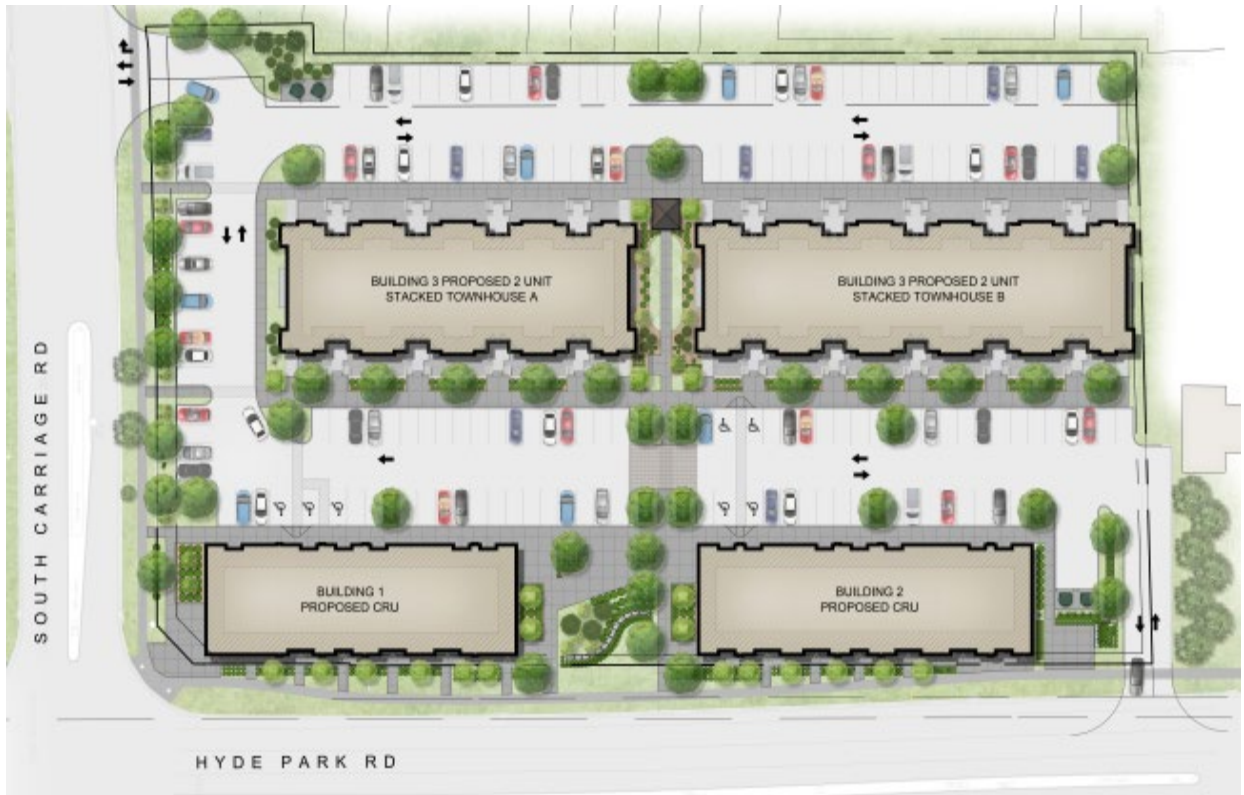 BUILDING 3 PROPOSED 2 UNIT
STACKED TOWNHOUSE A
BUILDING 3 PROPOSED 2 UNIT
STACKED TOWNHOUSE B
SOUTH CARRIAGE RD
BUILDING 1
PROPOSED CRU
BUILDING 2
PROPOSED CRU
HYDE PARK RD